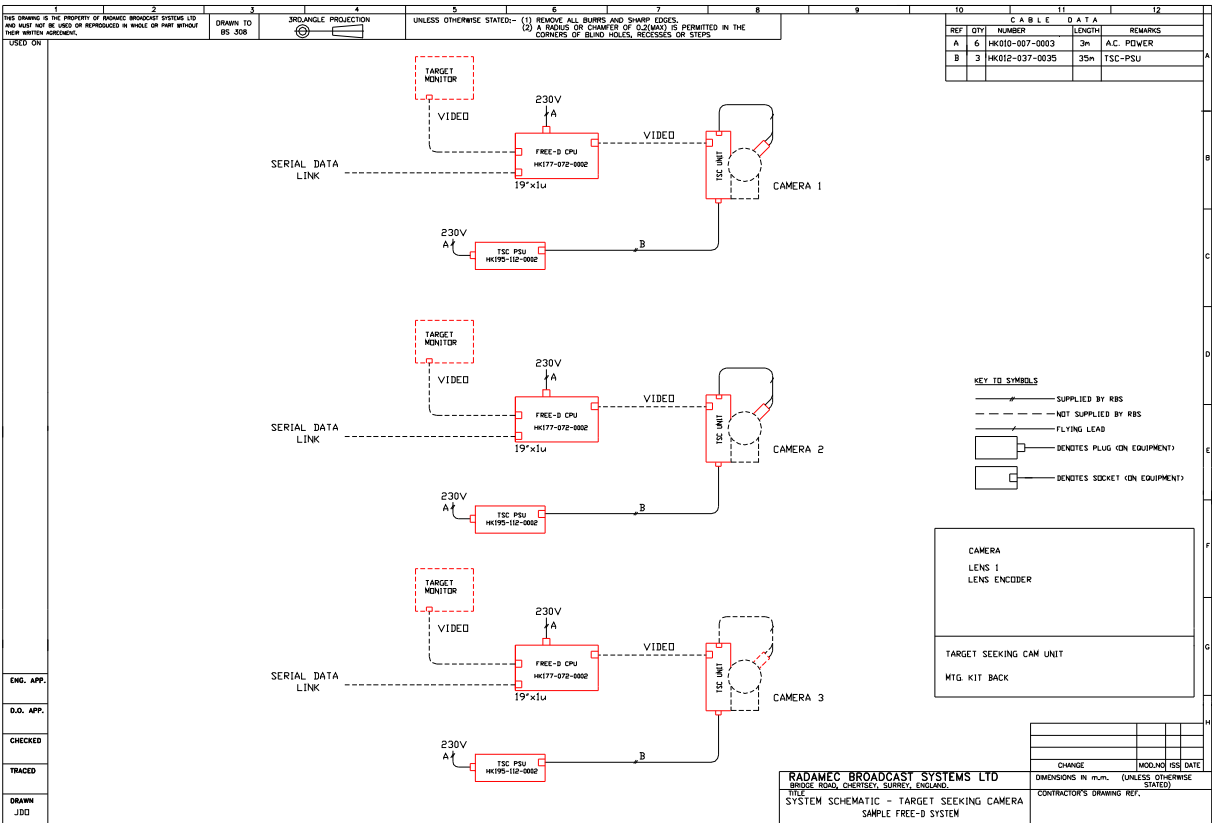 1 2 3 4 5 6 7 8 9 10 11 12
THIS DRAWING IS THE PROPERTY OF RADAMEC BROADCAST SYSTEMS LTD
AND MUST NOT BE USED OR REPRODUCED IN WHOLE OR PART WITHOUT
THEIR WRITTEN AGREEMENT.
DRAWN TO
BS 308
3RD.ANGLE PROJECTION
UNLESS OTHERWISE STATED:- (1) REMOVE ALL BURRS AND SHARP EDGES.
(2) A RADIUS OR CHAMFER OF 0.2(MAX) IS PERMITTED IN THE
CORNERS OF BLIND HOLES, RECESSES OR STEPS
CABLE DATA
REF QTY NUMBER LENGTH REMARKS
A 6 HK010-007-0003 3m A.C. POWER
B 3 HK012-037-0035 35m TSC-PSU
USED ON
A
B
C
D
E
F
G
H
TARGET
MONITOR
VIDEO
230V
A
FREE-D CPU
HK177-072-0002
19"x1u
SERIAL DATA
LINK
VIDEO
TSC UNIT
CAMERA 1
230V
A
TSC PSU
HK195-112-0002
B
TARGET
MONITOR
VIDEO
230V
A
FREE-D CPU
HK177-072-0002
19"x1u
SERIAL DATA
LINK
VIDEO
TSC UNIT
CAMERA 2
230V
A
TSC PSU
HK195-112-0002
B
TARGET
MONITOR
VIDEO
230V
A
FREE-D CPU
HK177-072-0002
19"x1u
SERIAL DATA
LINK
VIDEO
TSC UNIT
CAMERA 3
230V
A
TSC PSU
HK195-112-0002
B
KEY TO SYMBOLS
SUPPLIED BY RBS
NOT SUPPLIED BY RBS
FLYING LEAD
DENOTES PLUG (ON EQUIPMENT)
DENOTES SOCKET (ON EQUIPMENT)
CAMERA
LENS 1
LENS ENCODER
TARGET SEEKING CAM UNIT
MTG. KIT BACK
ENG. APP.
D.O. APP.
CHECKED
TRACED
DRAWN
JDO
CHANGE MOD.NO ISS DATE
RADAMEC BROADCAST SYSTEMS LTD
BRIDGE ROAD, CHERTSEY, SURREY, ENGLAND.
TITLE
SYSTEM SCHEMATIC - TARGET SEEKING CAMERA
SAMPLE FREE-D SYSTEM
DIMENSIONS IN m.m. (UNLESS OTHERWISE
STATED)
CONTRACTOR'S DRAWING REF.